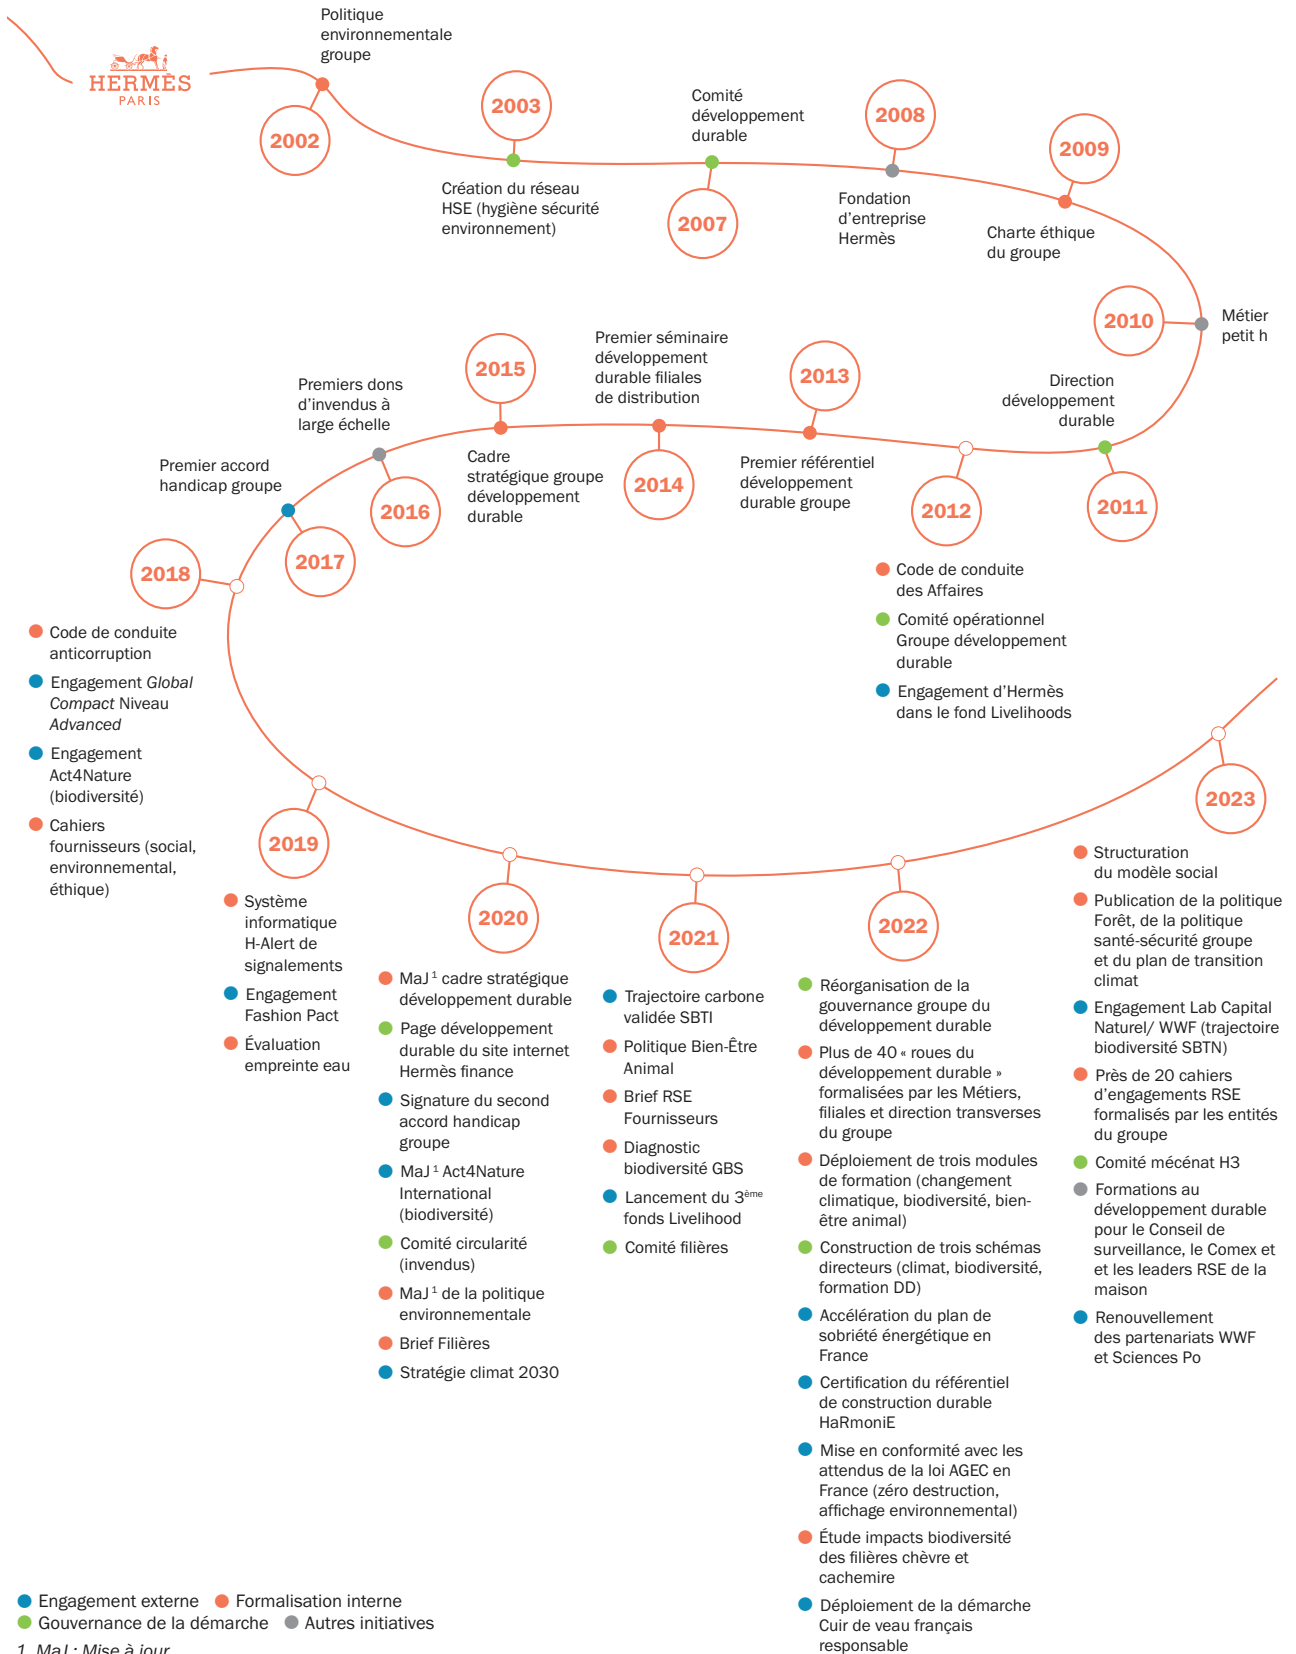 Politique
environnementale
groupe
HERMÈS
PARIS
2002
2003
Création du réseau
HSE (hygiène sécurité
environnement)
Comité
développement
durable
2007
2008
Fondation
d’entreprise
Hermès
2009
Charte éthique
du groupe
2010
Métier
petit h
Direction
développement
durable
2011
2012
Code de conduite
des Affaires
Comité opérationnel
Groupe développement
durable
Engagement d’Hermès
dans le fond Livelihoods
2013
Premier référentiel
développement
durable groupe
Premier séminaire
développement
durable filiales
de distribution
2014
2015
Cadre
stratégique groupe
développement
durable
Premiers dons
d’invendus à
large échelle
2016
Premier accord
handicap groupe
2017
2018
Code de conduite
anticorruption
Engagement Global
Compact Niveau
Advanced
Engagement
Act4Nature
(biodiversité)
Cahiers
fournisseurs (social,
environnemental,
éthique)
2019
Système
informatique
H-Alert de
signalements
Engagement
Fashion Pact
Évaluation
empreinte eau
2020
MaJ 1 cadre stratégique
développement durable
Page développement
durable du site internet
Hermès finance
Signature du second
accord handicap
groupe
MaJ 1 Act4Nature
International
(biodiversité)
Comité circularité
(invendus)
MaJ 1 de la politique
environnementale
Brief Filières
Stratégie climat 2030
2021
Trajectoire carbone
validée SBTI
Politique Bien-Être
Animal
Brief RSE
Fournisseurs
Diagnostic
biodiversité GBS
Lancement du 3ème
fonds Livelihood
Comité filières
2022
Réorganisation de la
gouvernance groupe du
développement durable
Plus de 40 « roues du
développement durable »
formalisées par les Métiers,
filiales et direction transverses
du groupe
Déploiement de trois modules
de formation (changement
climatique, biodiversité, bien-
être animal)
Construction de trois schémas
directeurs (climat, biodiversité,
formation DD)
Accélération du plan de
sobriété énergétique en
France
Certification du référentiel
de construction durable
HaRmoniE
Mise en conformité avec les
attendus de la loi AGEC en
France (zéro destruction,
affichage environnemental)
Étude impacts biodiversité
des filières chèvre et
cachemire
Déploiement de la démarche
Cuir de veau français
responsable
2023
Structuration
du modèle social
Publication de la politique
Forêt, de la politique
santé-sécurité groupe
et du plan de transition
climat
Engagement Lab Capital
Naturel/ WWF (trajectoire
biodiversité SBTN)
Près de 20 cahiers
d’engagements RSE
formalisés par les entités
du groupe
Comité mécénat H3
Formations au
développement durable
pour le Conseil de
surveillance, le Comex et
et les leaders RSE de la
maison
Renouvellement
des partenariats WWF
et Sciences Po
Engagement externe Formalisation interne
Gouvernance de la démarche Autres initiatives
1. MaJ : Mise à jour